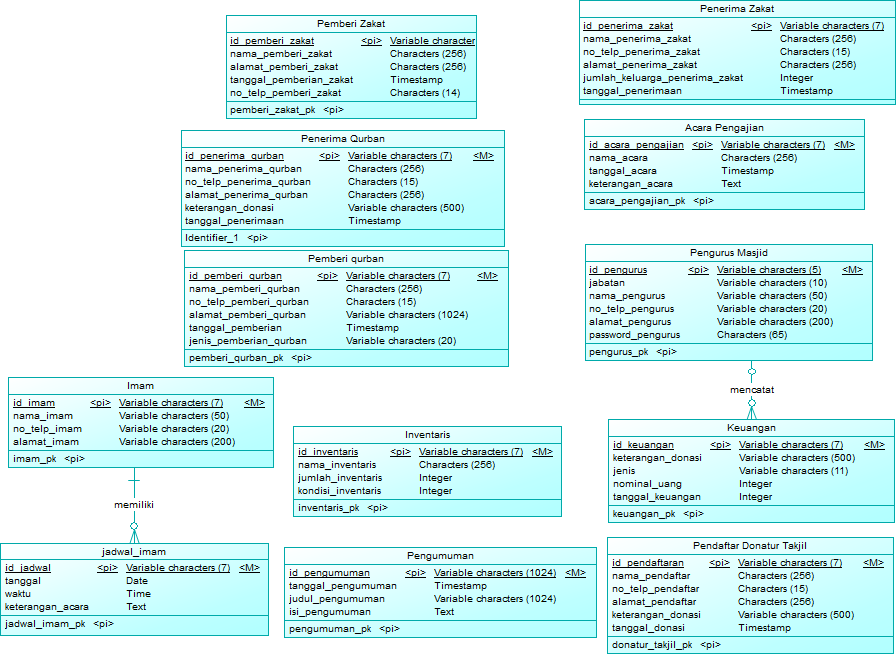 Pemberi Zakat
id_pemberi_zakat <pi> Variable character
nama_pemberi_zakat Characters (256)
alamat_pemberi_zakat Characters (256)
tanggal_pemberian_zakat Timestamp
no_telp_pemberi_zakat Characters (14)
pemberi_zakat_pk <pi>
Penerima Zakat
id_penerima_zakat <pi> Variable characters (7)
nama_penerima_zakat Characters (256)
no_telp_penerima_zakat Characters (15)
alamat_penerima_zakat Characters (256)
jumlah_keluarga_penerima_zakat Integer
tanggal_penerimaan Timestamp
Penerima Qurban
id_penerima_qurban <pi> Variable characters (7) <M>
nama_penerima_qurban Characters (256)
no_telp_penerima_qurban Characters (15)
alamat_penerima_qurban Characters (256)
keterangan_donasi Variable characters (500)
tanggal_penerimaan Timestamp
Identifier_1 <pi>
Acara Pengajian
id_acara_pengajian <pi> Variable characters (7) <M>
nama_acara Characters (256)
tanggal_acara Timestamp
keterangan_acara Text
acara_pengajian_pk <pi>
Pemberi qurban
id_pemberi_qurban <pi> Variable characters (7) <M>
nama_pemberi_qurban Characters (256)
no_telp_pemberi_qurban Characters (15)
alamat_pemberi_qurban Variable characters (1024)
tanggal_pemberian Timestamp
jenis_pemberian_qurban Variable characters (20)
pemberi_qurban_pk <pi>
Pengurus Masjid
id_pengurus <pi> Variable characters (5) <M>
jabatan Variable characters (10)
nama_pengurus Variable characters (50)
no_telp_pengurus Variable characters (20)
alamat_pengurus Variable characters (200)
password_pengurus Characters (65)
pengurus_pk <pi>
mencatat
Imam
id_imam <pi> Variable characters (7) <M>
nama_imam Variable characters (50)
no_telp_imam Variable characters (20)
alamat_imam Variable characters (200)
imam_pk <pi>
memiliki
Inventaris
id_inventaris <pi> Variable characters (7) <M>
nama_inventaris Characters (256)
jumlah_inventaris Integer
kondisi_inventaris Integer
inventaris_pk <pi>
Keuangan
id_keuangan <pi> Variable characters (7) <M>
keterangan_donasi Variable characters (500)
jenis Variable characters (11)
nominal_uang Integer
tanggal_keuangan Integer
keuangan_pk <pi>
jadwal_imam
id_jadwal <pi> Variable characters (7) <M>
tanggal Date
waktu Time
keterangan_acara Text
jadwal_imam_pk <pi>
Pengumuman
id_pengumuman <pi> Variable characters (1024) <M>
tanggal_pengumuman Timestamp
judul_pengumuman Variable characters (1024)
isi_pengumuman Text
pengumuman_pk <pi>
Pendaftar Donatur Takjil
id_pendaftaran <pi> Variable characters (7) <M>
nama_pendaftar Characters (256)
no_telp_pendaftar Characters (15)
alamat_pendaftar Characters (256)
keterangan_donasi Variable characters (500)
tanggal_donasi Timestamp
donatur_takjil_pk <pi>